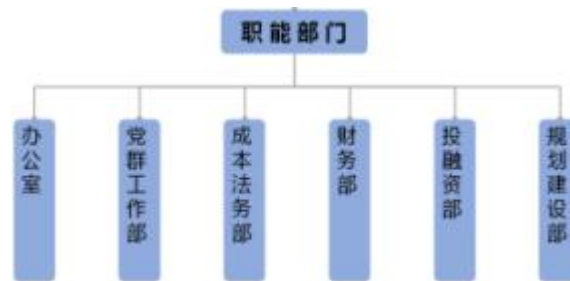 职能部门
办公室
党群工作部
成本法务部
财务部
投融资部
规划建设部